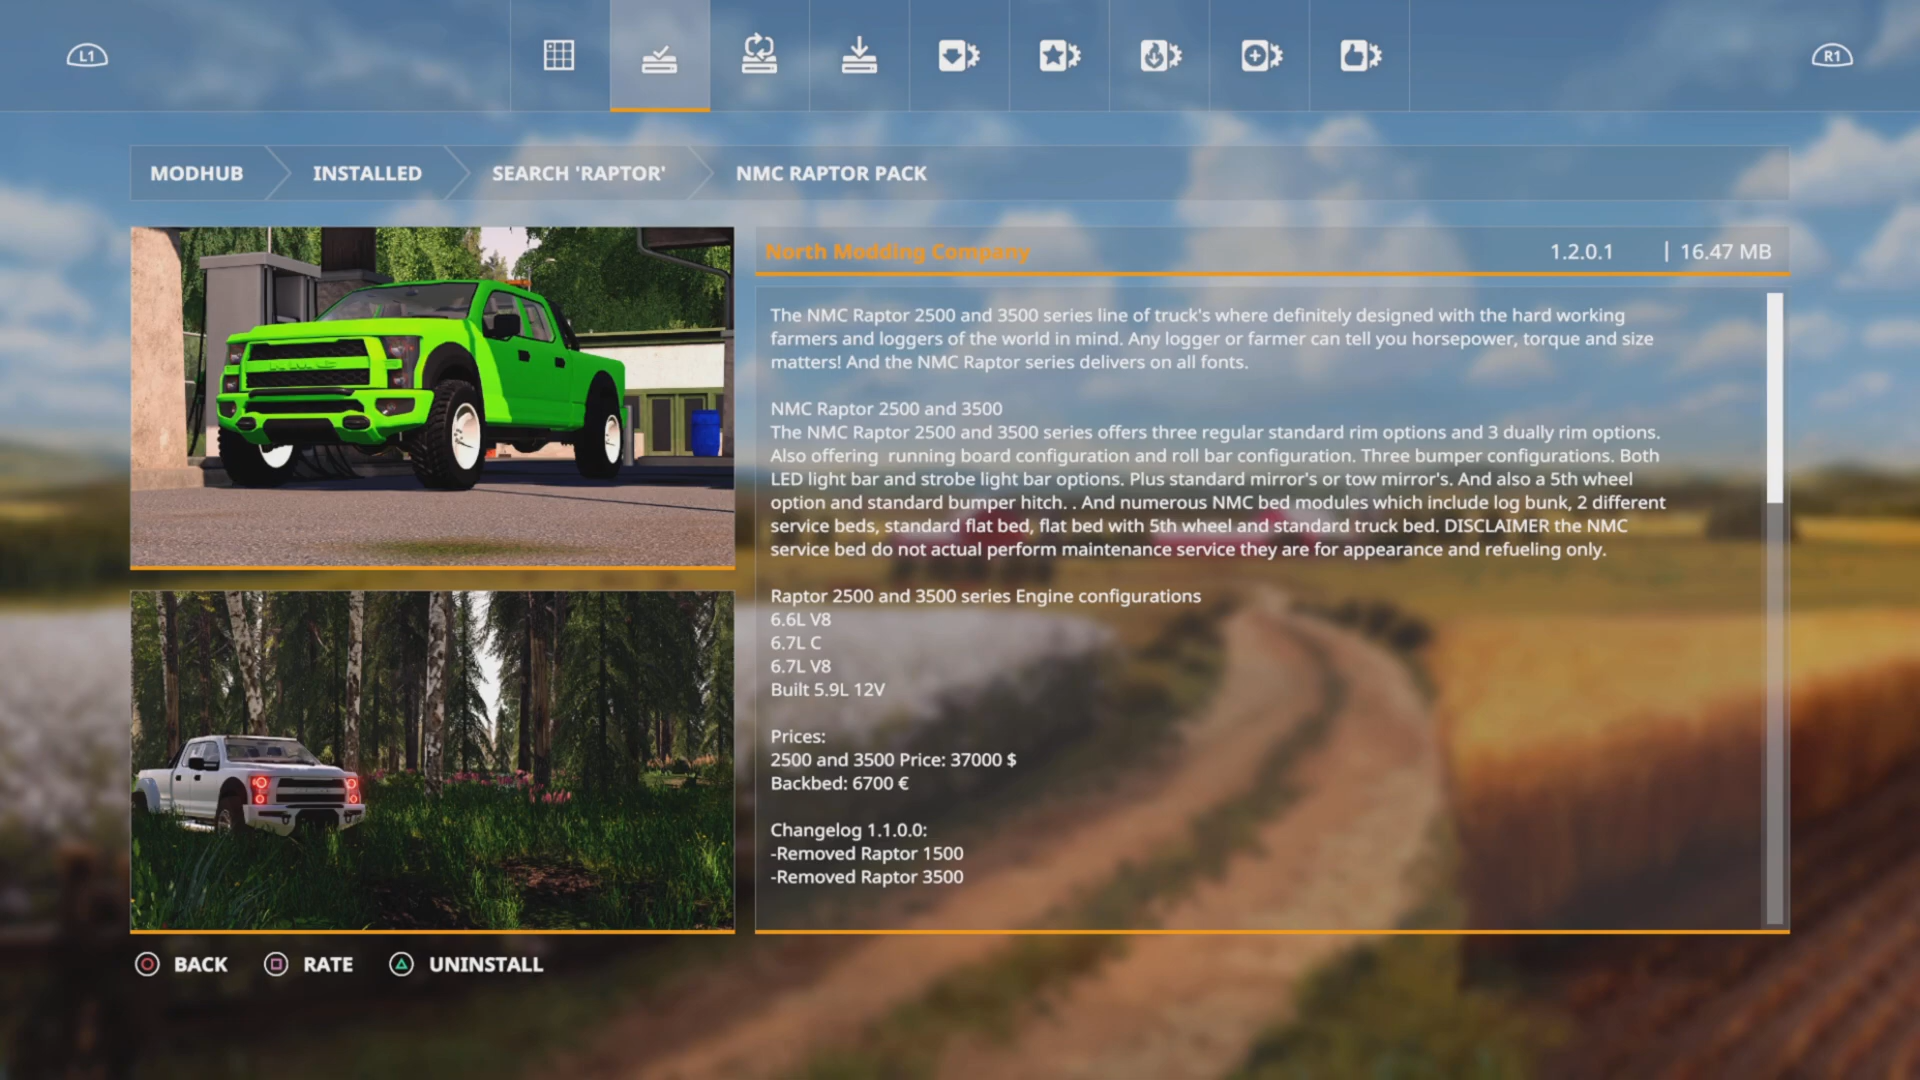 L1
R1
MODHUB
INSTALLED
SEARCH 'RAPTOR'
NMC RAPTOR PACK
North Modding Company
1.2.0.1
| 16.47 MB
The NMC Raptor 2500 and 3500 series line of truck's where definitely designed with the hard working
farmers and loggers of the world in mind. Any logger or farmer can tell you horsepower, torque and size
matters! And the NMC Raptor series delivers on all fonts.
NMC Raptor 2500 and 3500
The NMC Raptor 2500 and 3500 series offers three regular standard rim options and 3 dually rim options.
Also offering  running board configuration and roll bar configuration. Three bumper configurations. Both
LED light bar and strobe light bar options. Plus standard mirror's or tow mirror's. And also a 5th wheel
option and standard bumper hitch. . And numerous NMC bed modules which include log bunk, 2 different
service beds, standard flat bed, flat bed with 5th wheel and standard truck bed. DISCLAIMER the NMC
service bed do not actual perform maintenance service they are for appearance and refueling only.
Raptor 2500 and 3500 series Engine configurations
6.6L V8
6.7L C
6.7L V8
Built 5.9L 12V
Prices:
2500 and 3500 Price: 37000 $
Backbed: 6700 €
Changelog 1.1.0.0:
-Removed Raptor 1500
-Removed Raptor 3500
BACK
RATE
UNINSTALL